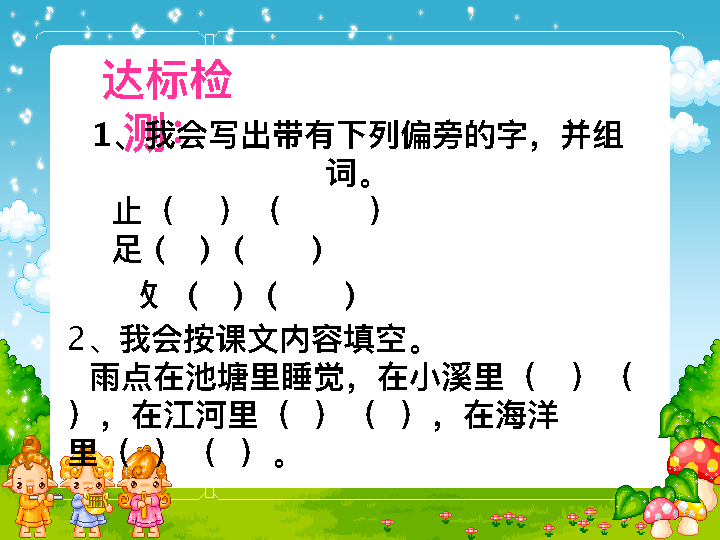 达标检
测：
1、我会写出带有下列偏旁的字，并组
词。
止（ ）（ ）
足（ ）（ ）
攵（ ）（ ）
2、我会按课文内容填空。
雨点在池塘里睡觉，在小溪里（ ）（
），在江河里（ ）（ ），在海洋
里（ ）（ ）。